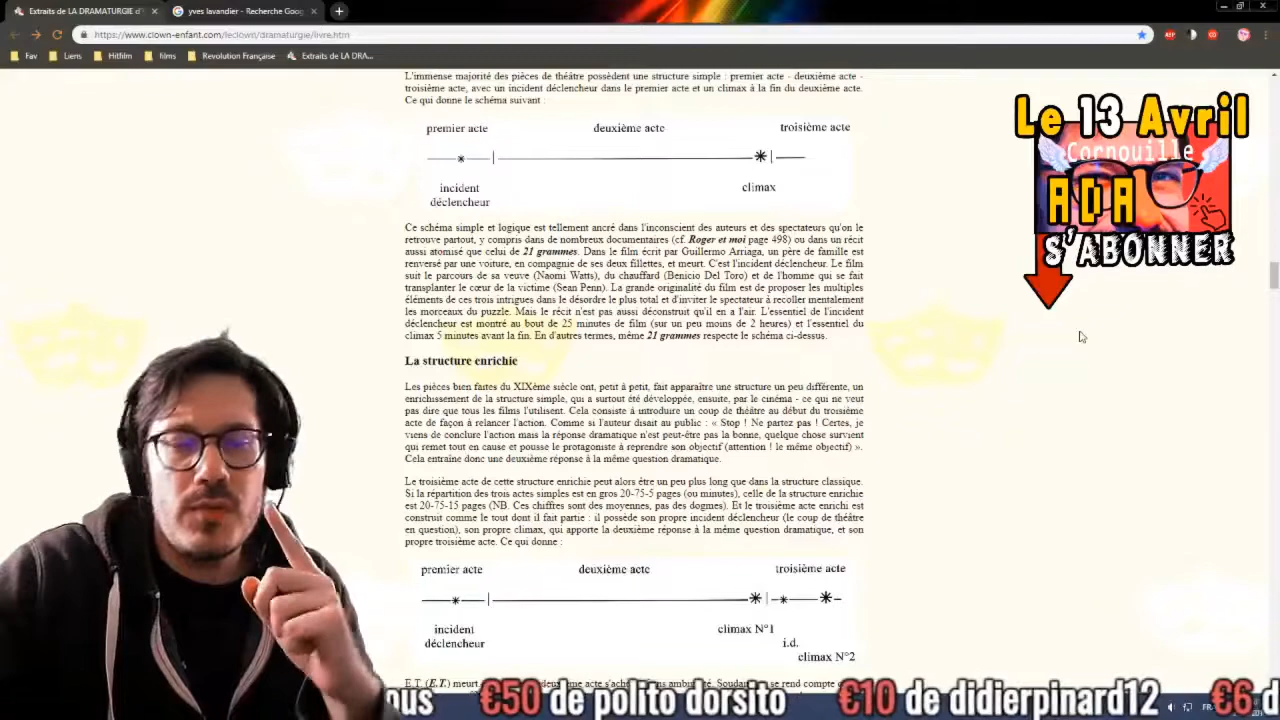 Extraits de LA DRAMATURGIE d'
yves lavandier - Recherche Goog
https://www.clown-enfant.com/leclown/dramaturgie/livre.htm
Fav
Liens
Hitfilm
films
Revolution Française
Extraits de LA DRA...
L'immense majorité des pièces de théâtre possèdent une structure simple : premier acte - deuxième acte -
troisième acte, avec un incident déclencheur dans le premier acte et un climax à la fin du deuxième acte.
Ce qui donne le schéma suivant :
premier acte
deuxième acte
troisième acte
incident
déclencheur
climax
Ce schéma simple et logique est tellement ancré dans l'inconscient des auteurs et des spectateurs qu'on le
retrouve partout, y compris dans de nombreux documentaires (cf. Roger et moi page 498) ou dans un récit
aussi atomisé que celui de 21 grammes. Dans le film écrit par Guillermo Arriaga, un père de famille est
renversé par une voiture, en compagnie de ses deux fillettes, et meurt. C'est l'incident déclencheur. Le film
suit le parcours de sa veuve (Naomi Watts), du chauffard (Benicio Del Toro) et de l'homme qui se fait
transplanter le cœur de la victime (Sean Penn). La grande originalité du film est de proposer les multiples
éléments de ces trois intrigues dans le désordre le plus total et d'inviter le spectateur à recoller mentalement
les morceaux du puzzle. Mais le récit n'est pas aussi déconstruit qu'il en a l'air. L'essentiel de l'incident
déclencheur est montré au bout de 25 minutes de film (sur un peu moins de 2 heures) et l'essentiel du
climax 5 minutes avant la fin. En d'autres termes, même 21 grammes respecte le schéma ci-dessus.
La structure enrichie
Les pièces bien faites du XIXème siècle ont, petit à petit, fait apparaître une structure un peu différente, un
enrichissement de la structure simple, qui a surtout été développée, ensuite, par le cinéma - ce qui ne veut
pas dire que tous les films l'utilisent. Cela consiste à introduire un coup de théâtre au début du troisième
acte de façon à relancer l'action. Comme si l'auteur disait au public : « Stop ! Ne partez pas ! Certes, je
viens de conclure l'action mais la réponse dramatique n'est peut-être pas la bonne, quelque chose survient
qui remet tout en cause et pousse le protagoniste à reprendre son objectif (attention ! le même objectif) ».
Cela entraîne donc une deuxième réponse à la même question dramatique.
Le troisième acte de cette structure enrichie peut alors être un peu plus long que dans la structure classique.
Si la répartition des trois actes simples est en gros 20-75-5 pages (ou minutes), celle de la structure enrichie
est 20-75-15 pages (NB. Ces chiffres sont des moyennes, pas des dogmes). Et le troisième acte enrichi est
construit comme le tout dont il fait partie : il possède son propre incident déclencheur (le coup de théâtre
en question), son propre climax, qui apporte la deuxième réponse à la même question dramatique, et son
propre troisième acte. Ce qui donne :
premier acte
deuxième acte
troisième acte
incident
déclencheur
climax N°1
i.d.
climax N°2
E.T. (E.T.) meurt
se rend compte
Le 13 Avril
Cornouille
ADA
S'ABONNER
ous €50 de polito dorsito €10 de didierpinard12 €6 d
FR